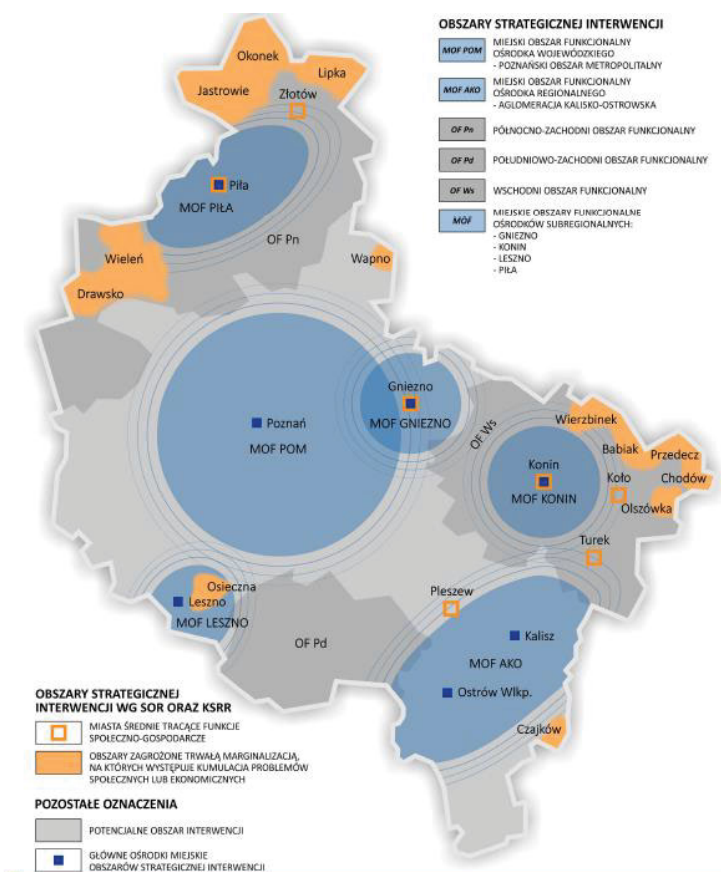 OBSZARY STRATEGICZNEJ INTERWENCJI
MOF POM
MIEJSKI OBSZAR FUNKCJONALNY
OŚRODKA WOJEWÓDZKIEGO
- POZNAŃSKI OBSZAR METROPOLITALNY
MOF AKO
MIEJSKI OBSZAR FUNKCJONALNY
OŚRODKA REGIONALNEGO
- AGLOMERACJA KALISKO-OSTROWSKA
OF Pn
PÓŁNOCNO-ZACHODNI OBSZAR FUNKCJONALNY
OF Pd
POŁUDNIOWO-ZACHODNI OBSZAR FUNKCJONALNY
OF Ws
WSCHODNI OBSZAR FUNKCJONALNY
MOF
MIEJSKIE OBSZARY FUNKCJONALNE
OŚRODKÓW SUBREGIONALNYCH:
- GNIEZNO
- KONIN
- LESZNO
- PIŁA
Okonek
Lipka
Jastrowie
Złotów
Piła
MOF PIŁA
OF Pn
Wieleń
Wapno
Drawsko
Gniezno
MOF GNIEZNO
Poznań
MOF POM
OF Ws
Wierzbinek
Babiak
Przedecz
Konin
Koło
Chodów
MOF KONIN
Olszówka
Turek
Osieczna
Leszno
MOF LESZNO
Pleszew
OF Pd
Kalisz
MOF AKO
Ostrów Wlkp.
Czajków
OBSZARY STRATEGICZNEJ
INTERWENCJI WG SOR ORAZ KSRR
MIASTA ŚREDNIE TRACĄCE FUNKCJE
SPOŁECZNO-GOSPODARCZE
OBSZARY ZAGROŻONE TRWAŁĄ MARGINALIZACJĄ,
NA KTÓRYCH WYSTĘPUJE KUMULACJA PROBLEMÓW
SPOŁECZNYCH LUB EKONOMICZNYCH
POZOSTAŁE OZNACZENIA
POTENCJALNE OBSZAR INTERWENCJI
GŁÓWNE OŚRODKI MIEJSKIE
OBSZARÓW STRATEGICZNEJ INTERWENCJI